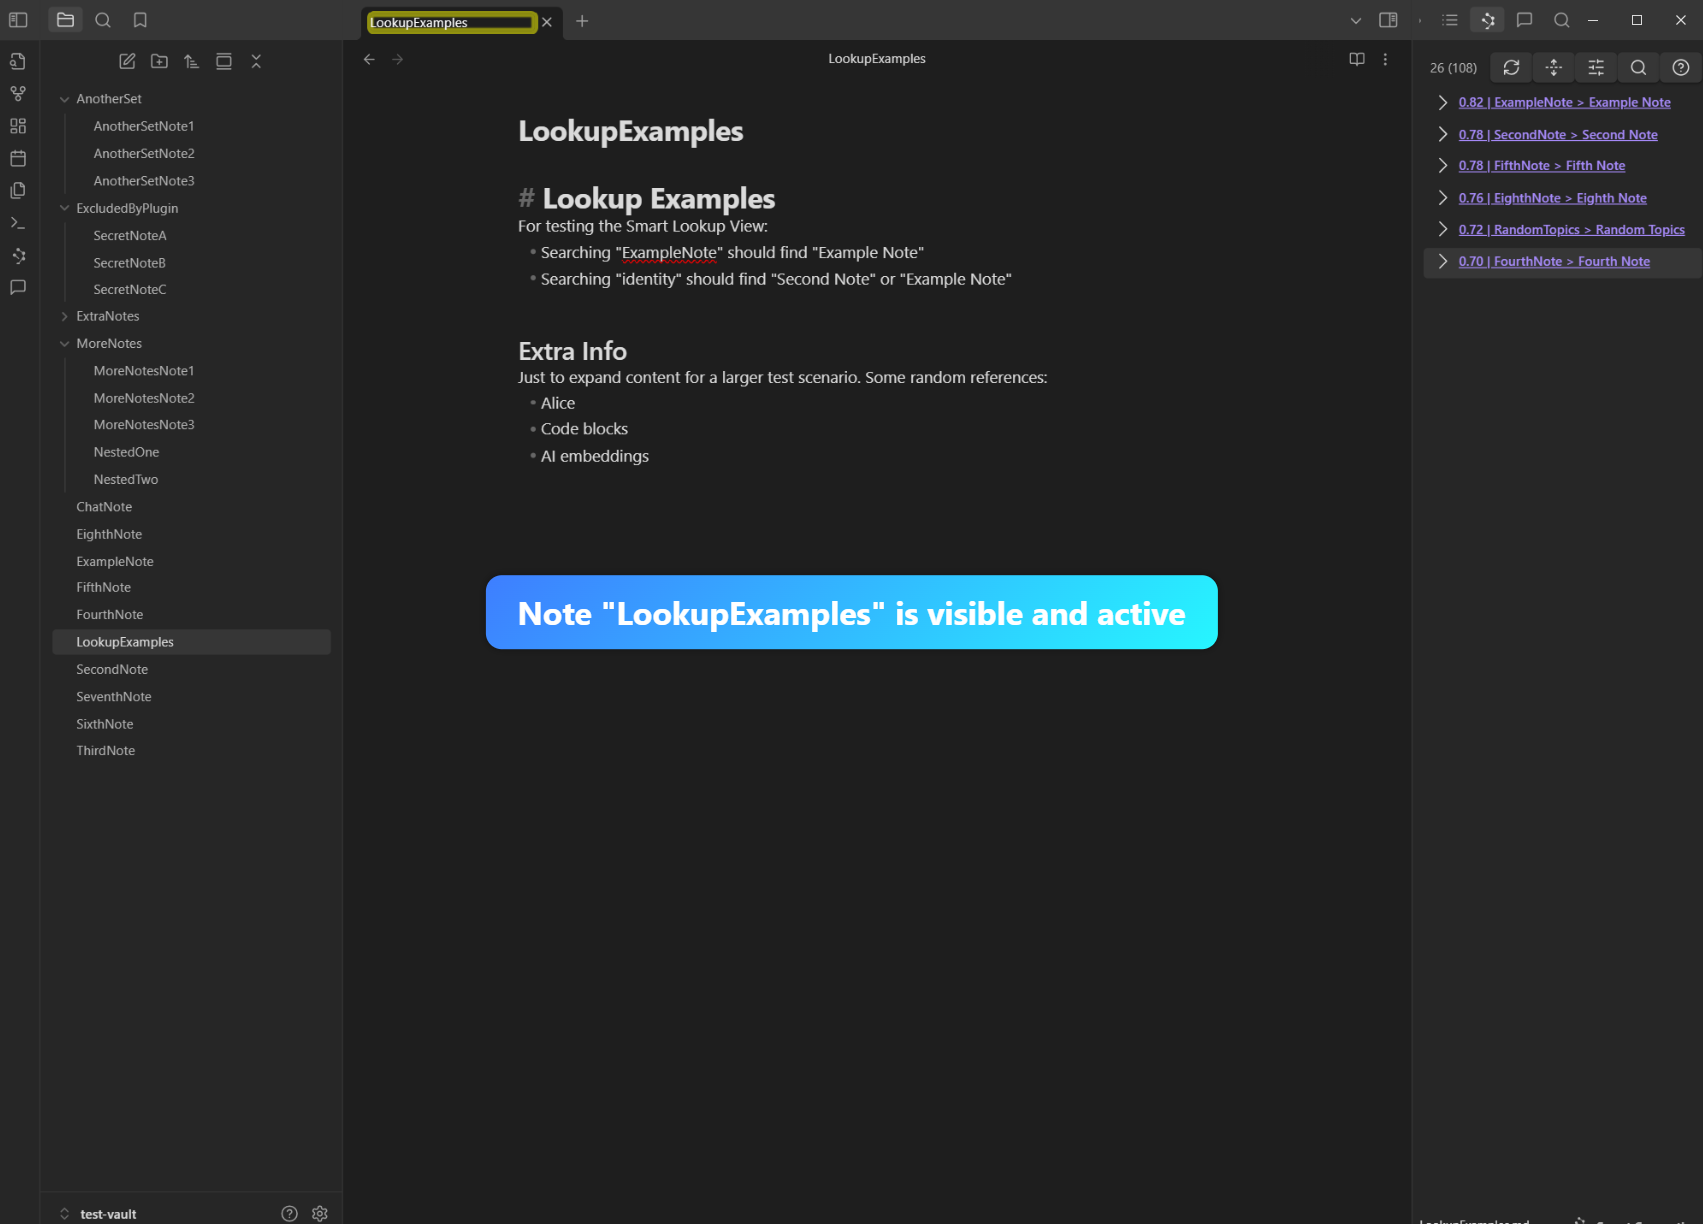 LookupExamples
AnotherSet
AnotherSetNote1
AnotherSetNote2
AnotherSetNote3
ExcludedByPlugin
SecretNoteA
SecretNoteB
SecretNoteC
ExtraNotes
MoreNotes
MoreNotesNote1
MoreNotesNote2
MoreNotesNote3
NestedOne
NestedTwo
ChatNote
EighthNote
ExampleNote
FifthNote
FourthNote
LookupExamples
SecondNote
SeventhNote
SixthNote
ThirdNote
test-vault
LookupExamples
LookupExamples
# Lookup Examples
For testing the Smart Lookup View:
• Searching "ExampleNote" should find "Example Note"
• Searching "identity" should find "Second Note" or "Example Note"
Extra Info
Just to expand content for a larger test scenario. Some random references:
• Alice
• Code blocks
• AI embeddings
Note "LookupExamples" is visible and active
26 (108)
0.82 | ExampleNote > Example Note
0.78 | SecondNote > Second Note
0.78 | FifthNote > Fifth Note
0.76 | EighthNote > Eighth Note
0.72 | RandomTopics > Random Topics
0.70 | FourthNote > Fourth Note